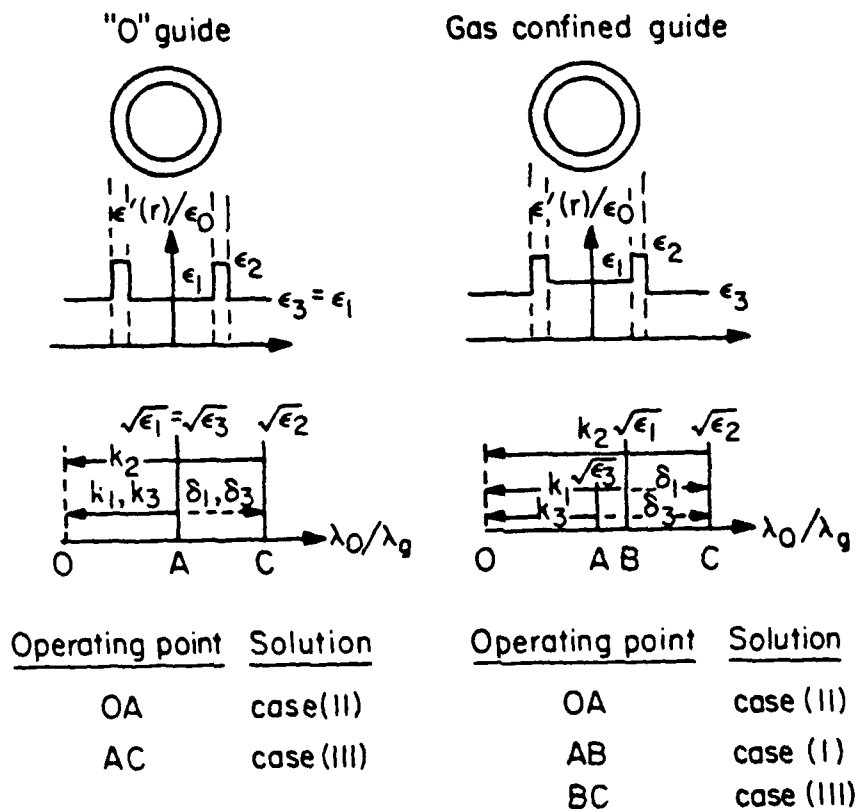 "O" guide
Gas confined guide
ϵ'(r)/ϵ0
ϵ1
ϵ2
ϵ3 = ϵ1
ϵ'(r)/ϵ0
ϵ1
ϵ2
ϵ3
√ϵ1 = √ϵ3
√ϵ2
k2
k1, k3
δ1, δ3
λ0/λg
O
A
C
k2
√ϵ1
√ϵ2
√ϵ3
k1
δ1
k3
δ3
λ0/λg
O
A
B
C
Operating point Solution
OA case(II)
AC case(III)
Operating point Solution
OA case (II)
AB case (I)
BC case (III)